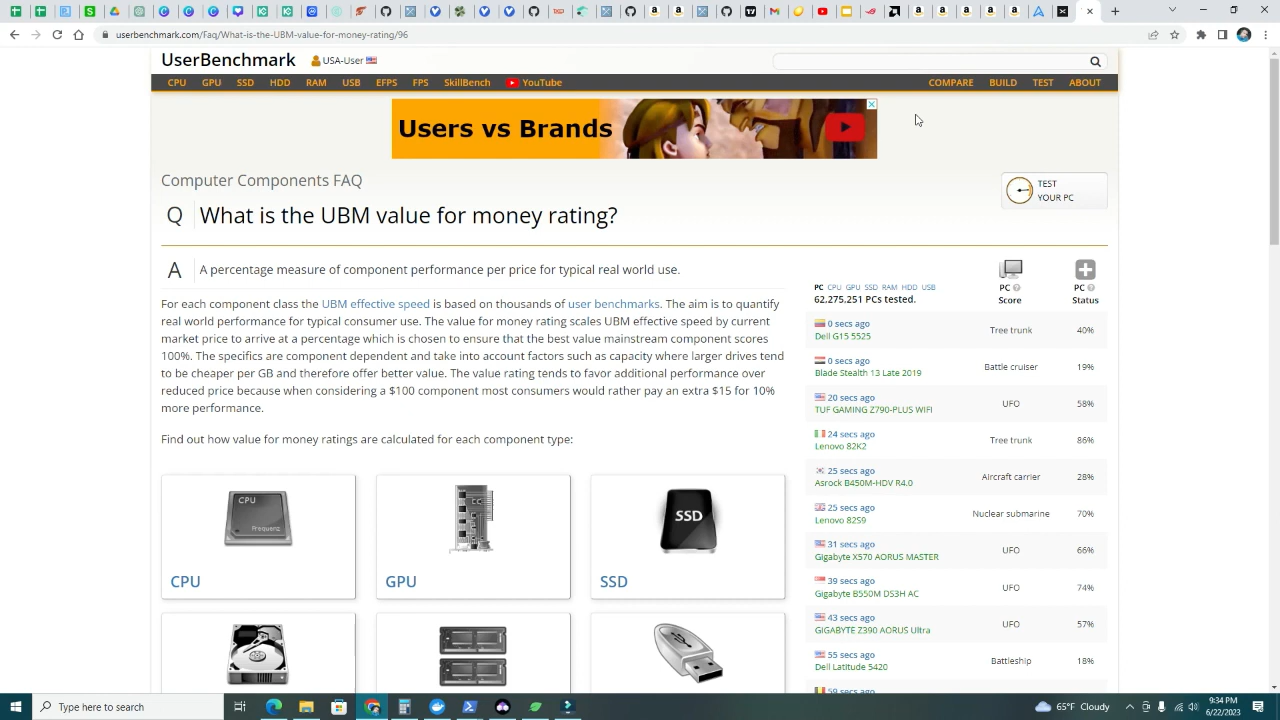 userbenchmark.com/Faq/What-is-the-UBM-value-for-money-rating/96
UserBenchmark
USA-User
CPU GPU SSD HDD RAM USB EFPS FPS SkillBench YouTube
COMPARE BUILD TEST ABOUT
Users vs Brands
Computer Components FAQ
TEST
YOUR PC
Q What is the UBM value for money rating?
A A percentage measure of component performance per price for typical real world use.
For each component class the UBM effective speed is based on thousands of user benchmarks. The aim is to quantify
real world performance for typical consumer use. The value for money rating scales UBM effective speed by current
market price to arrive at a percentage which is chosen to ensure that the best value mainstream component scores
100%. The specifics are component dependent and take into account factors such as capacity where larger drives tend
to be cheaper per GB and therefore offer better value. The value rating tends to favor additional performance over
reduced price because when considering a $100 component most consumers would rather pay an extra $15 for 10%
more performance.
Find out how value for money ratings are calculated for each component type:
CPU
Frequenz
CPU
GPU
SSD
SSD
PC CPU GPU SSD RAM HDD USB
62,275,251 PCs tested.
PC
Score
PC
Status
0 secs ago
Dell G15 5525
Tree trunk
40%
0 secs ago
Blade Stealth 13 Late 2019
Battle cruiser
19%
20 secs ago
TUF GAMING Z790-PLUS WIFI
UFO
58%
24 secs ago
Lenovo 82K2
Tree trunk
86%
25 secs ago
Asrock B450M-HDV R4.0
Aircraft carrier
28%
25 secs ago
Lenovo 82S9
Nuclear submarine
70%
31 secs ago
Gigabyte X570 AORUS MASTER
UFO
66%
39 secs ago
Gigabyte B550M DS3H AC
UFO
74%
43 secs ago
GIGABYTE Z390 AORUS Ultra
UFO
57%
55 secs ago
Dell Latitude 5420
Battleship
18%
59 secs ago
Type here to search
65°F Cloudy
9:34 PM
6/22/2023